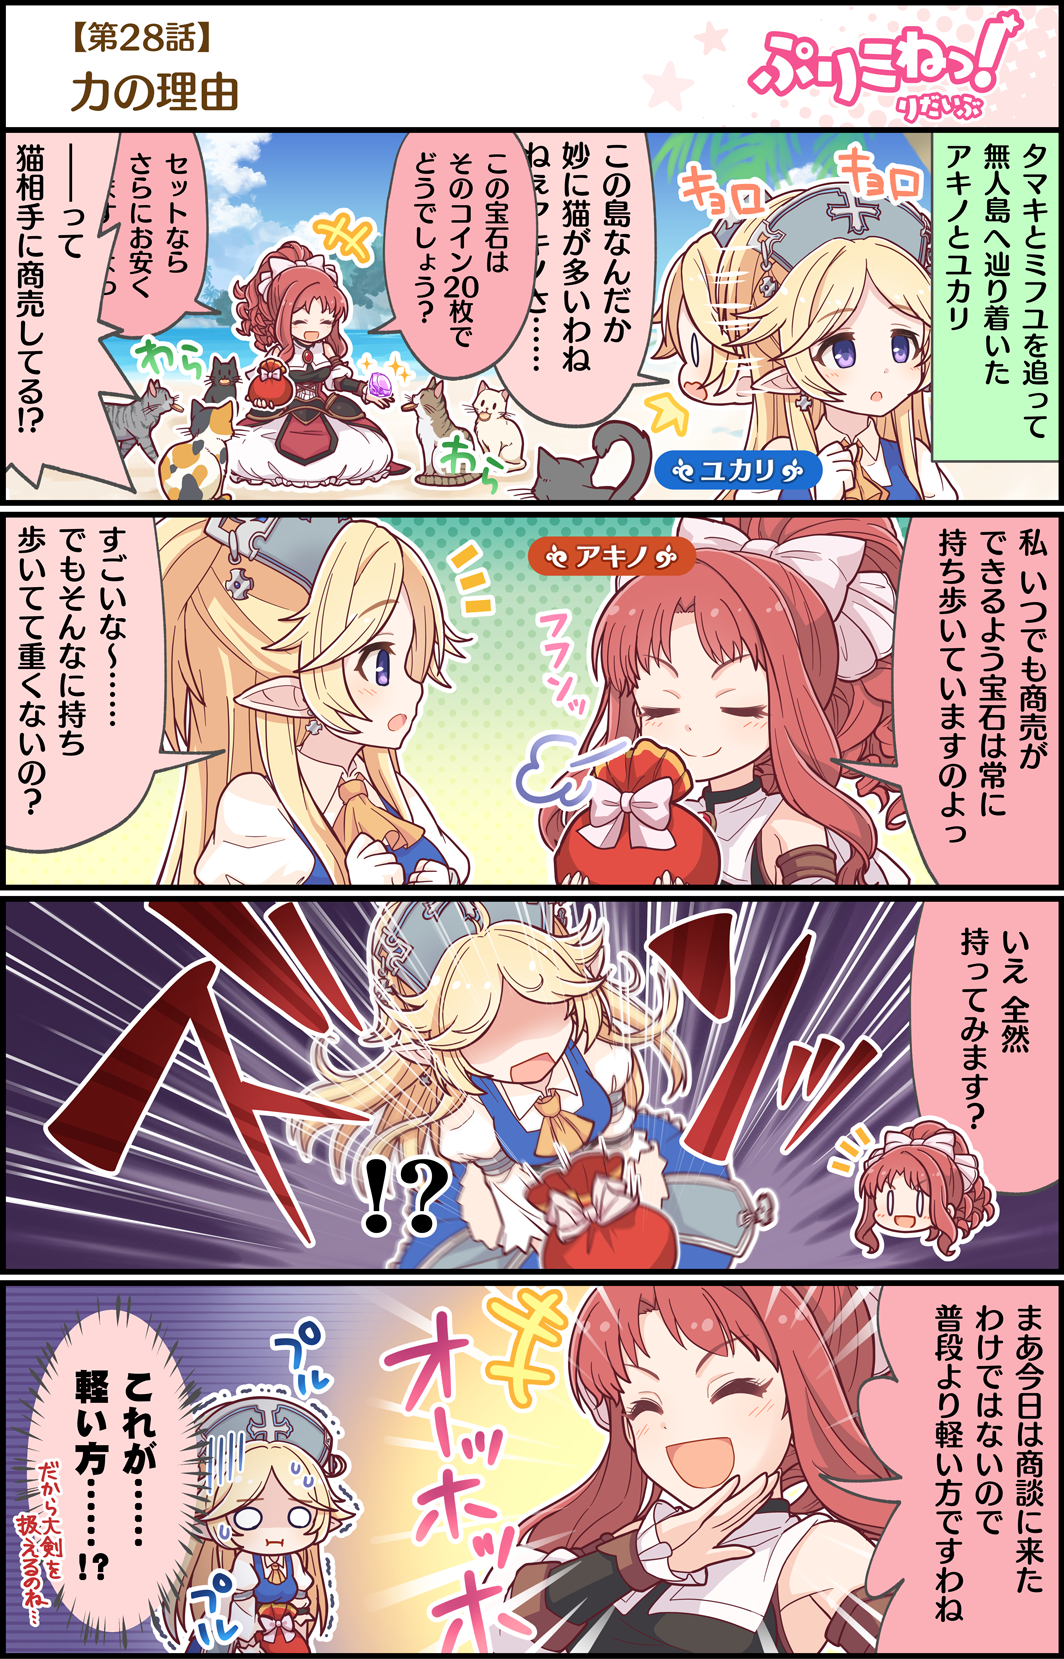 【第28話】
力の理由
ぷりこねっ!
りだいぶ
タマキとミフユを追って
無人島へ辿り着いた
アキノとユカリ
キョロ
キョロ
この島なんだか
妙に猫が多いわね
ユカリ
この宝石は
そのコイン20枚で
どうでしょう?
セットなら
さらにお安く
わら
わら
――って
猫相手に商売してる!?
私 いつでも商売が
できるよう宝石は常に
持ち歩いていますのよっ
アキノ
フフンッ
すごいな～……
でもそんなに持ち
歩いてて重くないの?
いえ 全然
持ってみます?
ズン
!?
まあ今日は商談に来た
わけではないので
普段より軽い方ですわね
オーッホッホッホ
プル
プル
これが………
軽い方………!?
だから大剣を
扱えるのね…